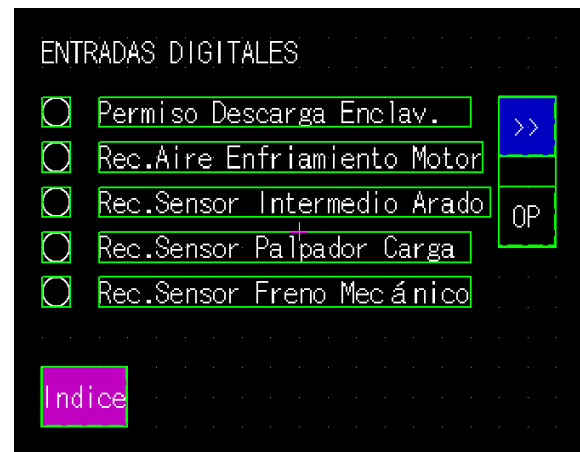 ENTRADAS DIGITALES
Permiso Descarga Enclav.
>>
Rec.Aire Enfriamiento Motor
Rec.Sensor Intermedio Arado
OP
Rec.Sensor Palpador Carga
Rec.Sensor Freno Mecánico
Indice